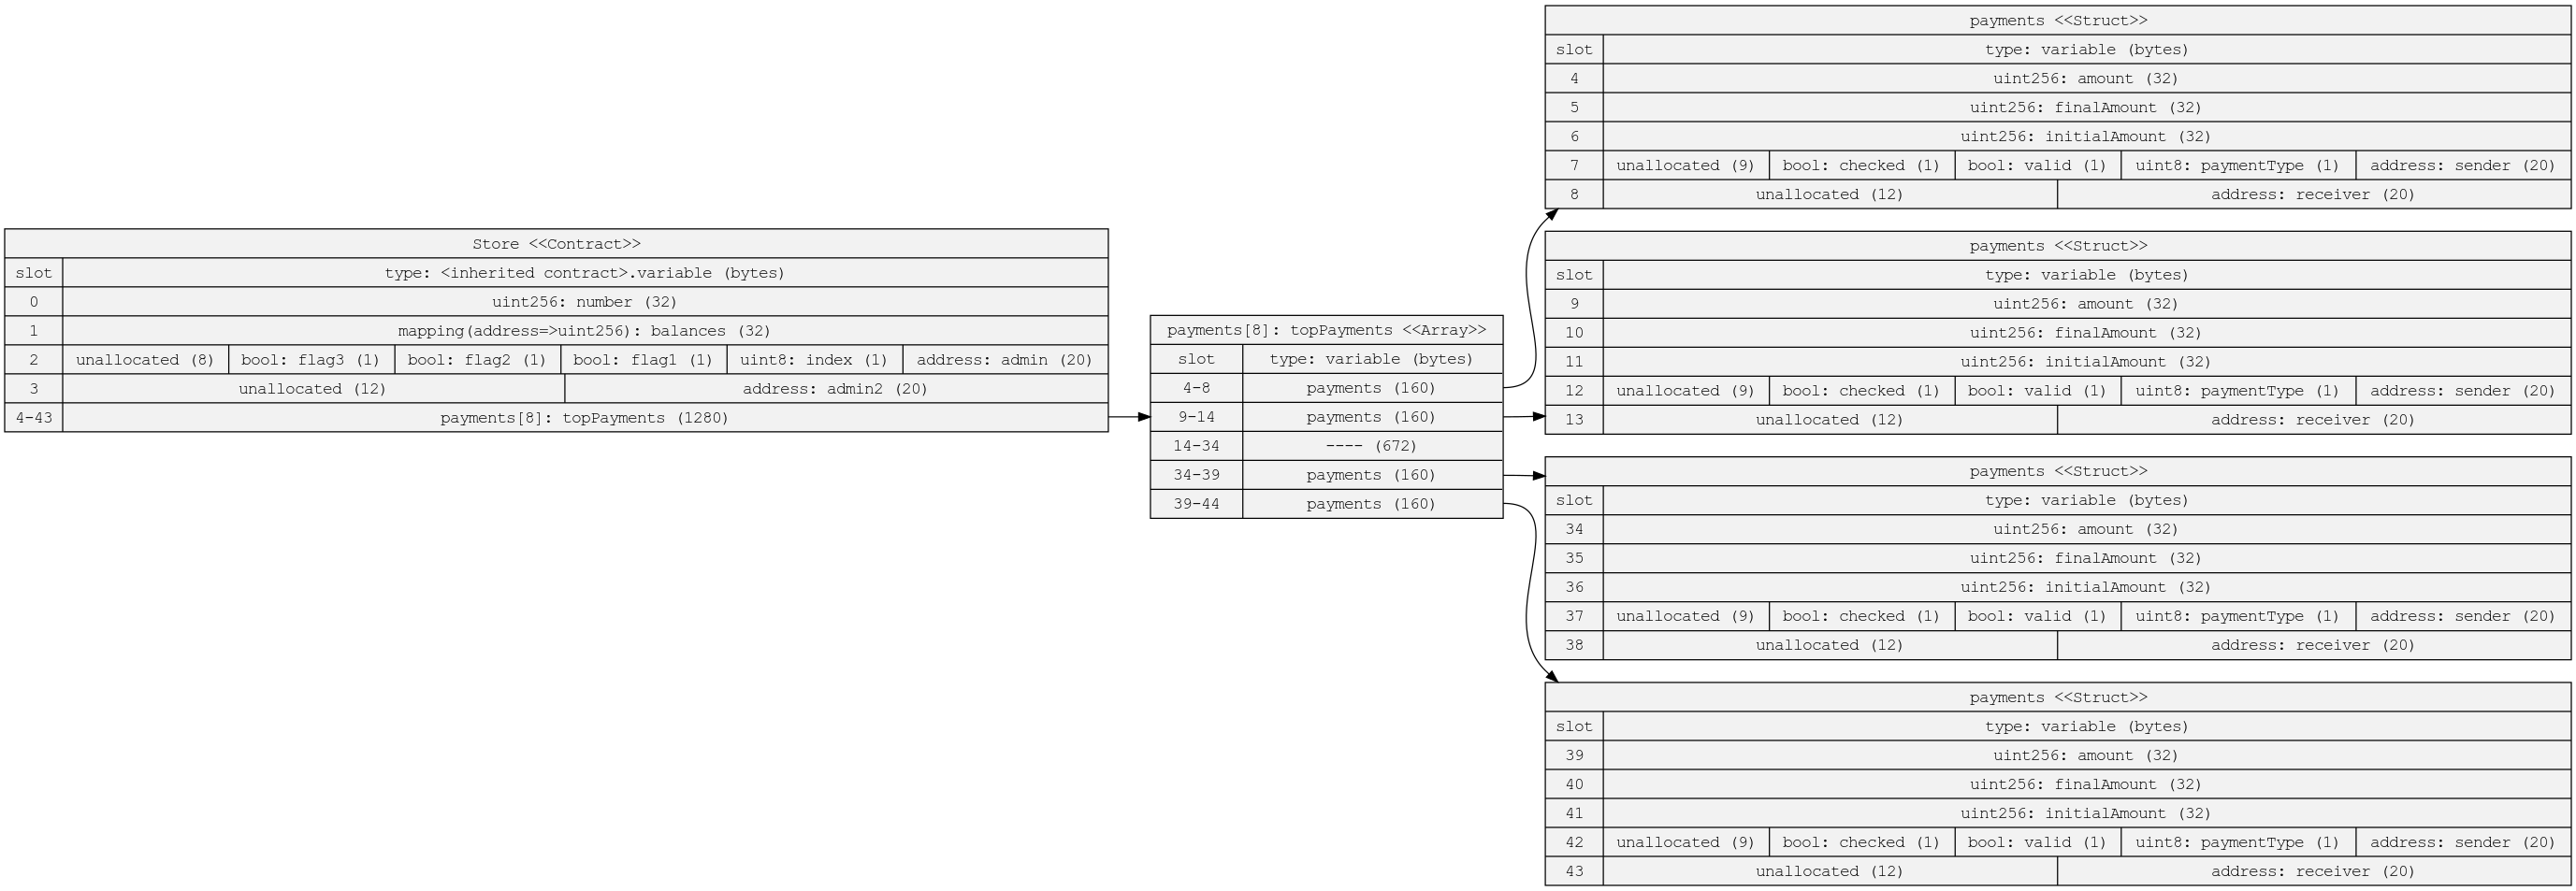 Store <<Contract>>
slot type: <inherited contract>.variable (bytes)
0 uint256: number (32)
1 mapping(address=>uint256): balances (32)
2 unallocated (8) bool: flag3 (1) bool: flag2 (1) bool: flag1 (1) uint8: index (1) address: admin (20)
3 unallocated (12) address: admin2 (20)
4-43 payments[8]: topPayments (1280)
payments[8]: topPayments <<Array>>
slot type: variable (bytes)
4-8 payments (160)
9-14 payments (160)
14-34 ---- (672)
34-39 payments (160)
39-44 payments (160)
payments <<Struct>>
slot type: variable (bytes)
4 uint256: amount (32)
5 uint256: finalAmount (32)
6 uint256: initialAmount (32)
7 unallocated (9) bool: checked (1) bool: valid (1) uint8: paymentType (1) address: sender (20)
8 unallocated (12) address: receiver (20)
payments <<Struct>>
slot type: variable (bytes)
9 uint256: amount (32)
10 uint256: finalAmount (32)
11 uint256: initialAmount (32)
12 unallocated (9) bool: checked (1) bool: valid (1) uint8: paymentType (1) address: sender (20)
13 unallocated (12) address: receiver (20)
payments <<Struct>>
slot type: variable (bytes)
34 uint256: amount (32)
35 uint256: finalAmount (32)
36 uint256: initialAmount (32)
37 unallocated (9) bool: checked (1) bool: valid (1) uint8: paymentType (1) address: sender (20)
38 unallocated (12) address: receiver (20)
payments <<Struct>>
slot type: variable (bytes)
39 uint256: amount (32)
40 uint256: finalAmount (32)
41 uint256: initialAmount (32)
42 unallocated (9) bool: checked (1) bool: valid (1) uint8: paymentType (1) address: sender (20)
43 unallocated (12) address: receiver (20)